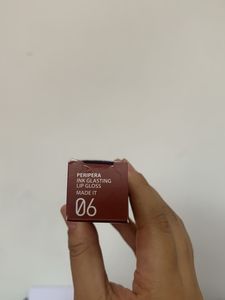 PERIPERA
INK GLASTING
LIP GLOSS
MADE IT
06